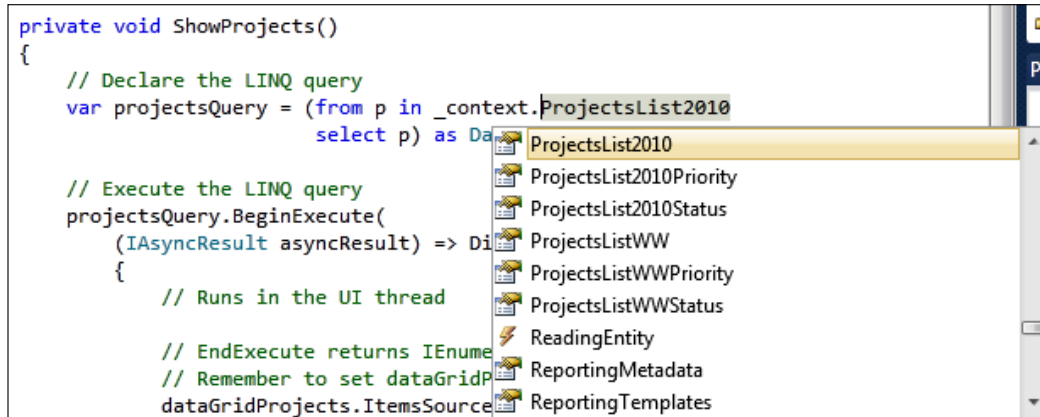 private void ShowProjects()
{
// Declare the LINQ query
var projectsQuery = (from p in _context.ProjectsList2010
select p) as Da
// Execute the LINQ query
projectsQuery.BeginExecute(
(IAsyncResult asyncResult) => Di
{
// Runs in the UI thread
// EndExecute returns IEnume
// Remember to set dataGridP
dataGridProjects.ItemsSource
ProjectsList2010
ProjectsList2010Priority
ProjectsList2010Status
ProjectsListWW
ProjectsListWWPriority
ProjectsListWWStatus
ReadingEntity
ReportingMetadata
ReportingTemplates